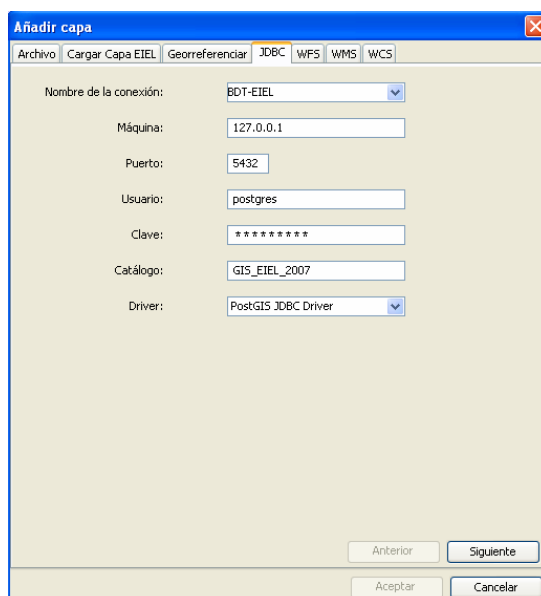 Añadir capa
Archivo Cargar Capa EIEL Georreferenciar JDBC WFS WMS WCS
Nombre de la conexión: BDT-EIEL
Máquina: 127.0.0.1
Puerto: 5432
Usuario: postgres
Clave: *********
Catálogo: GIS_EIEL_2007
Driver: PostGIS JDBC Driver
Anterior Siguiente
Aceptar Cancelar